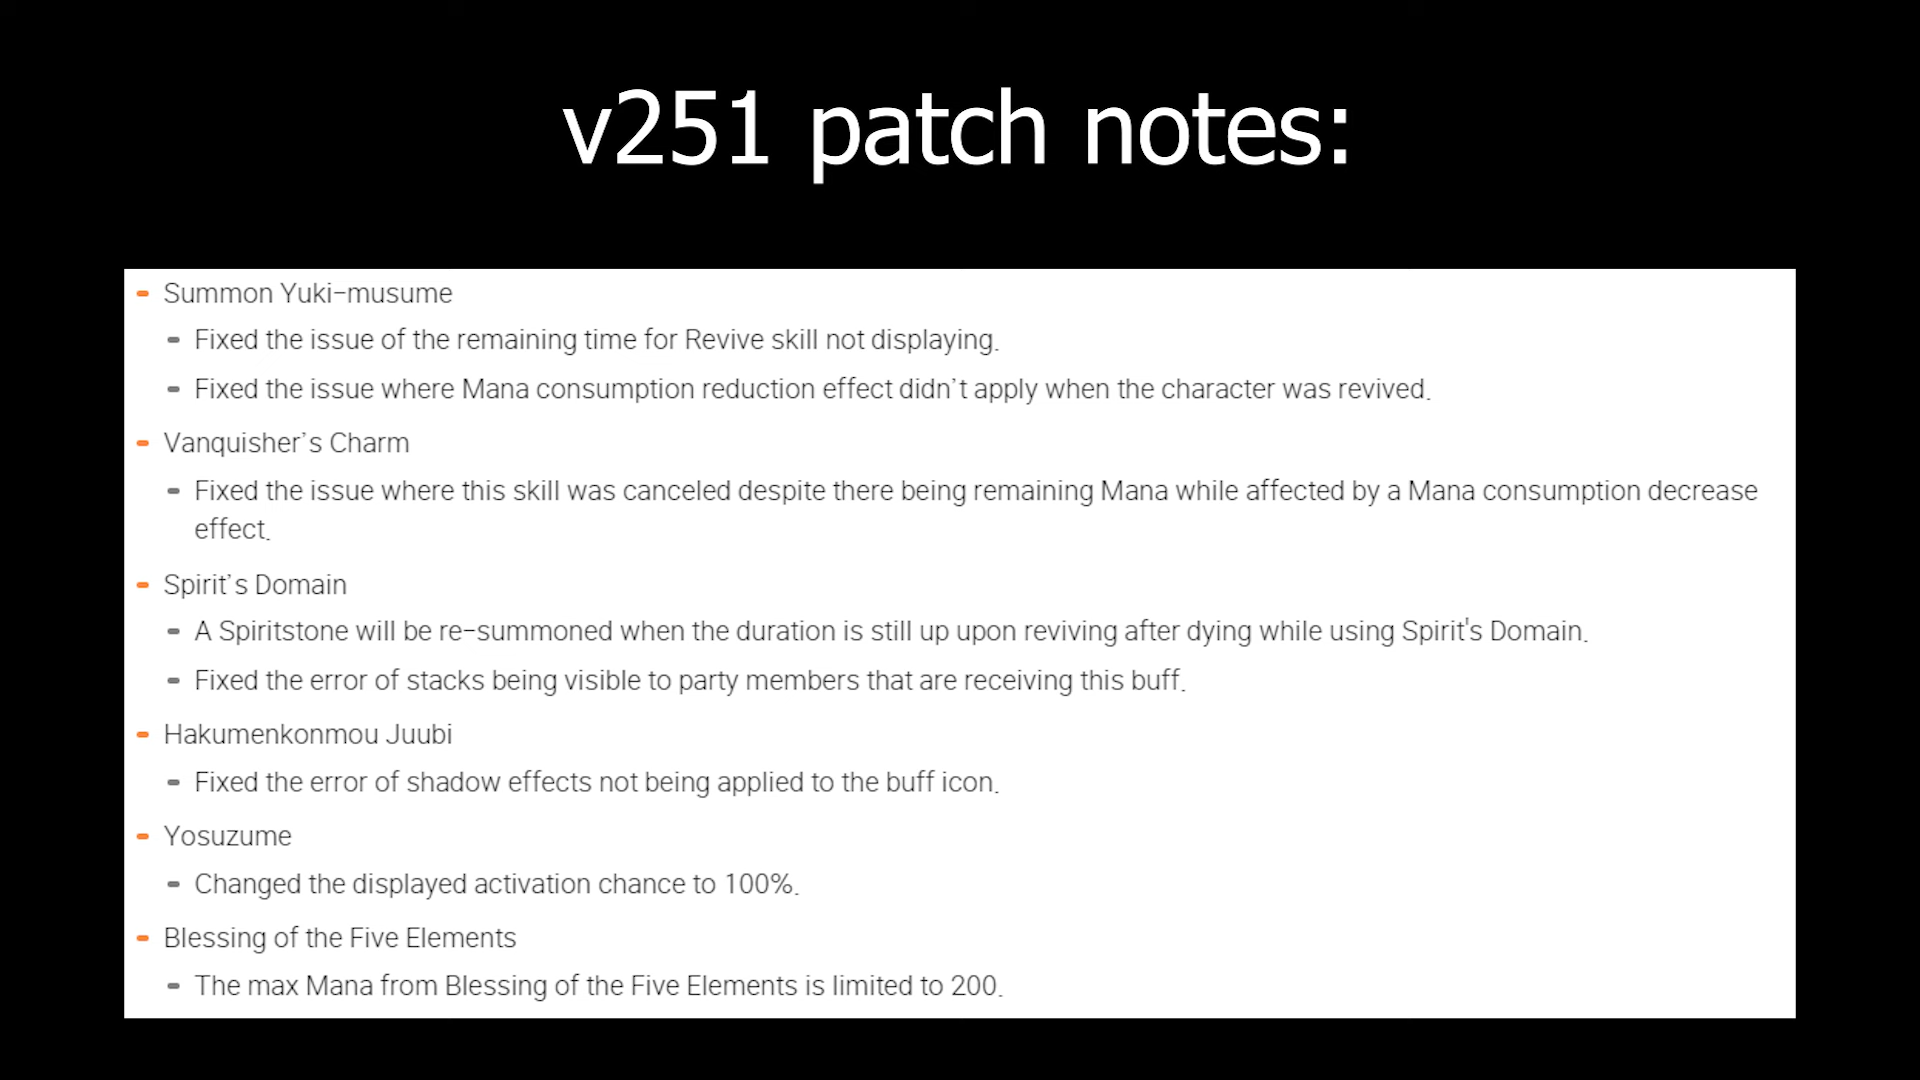 v251 patch notes:
- Summon Yuki-musume
- Fixed the issue of the remaining time for Revive skill not displaying.
- Fixed the issue where Mana consumption reduction effect didn't apply when the character was revived.
- Vanquisher's Charm
- Fixed the issue where this skill was canceled despite there being remaining Mana while affected by a Mana consumption decrease
effect.
- Spirit's Domain
- A Spiritstone will be re-summoned when the duration is still up upon reviving after dying while using Spirit's Domain.
- Fixed the error of stacks being visible to party members that are receiving this buff.
- Hakumenkonmou Juubi
- Fixed the error of shadow effects not being applied to the buff icon.
- Yosuzume
- Changed the displayed activation chance to 100%.
- Blessing of the Five Elements
- The max Mana from Blessing of the Five Elements is limited to 200.